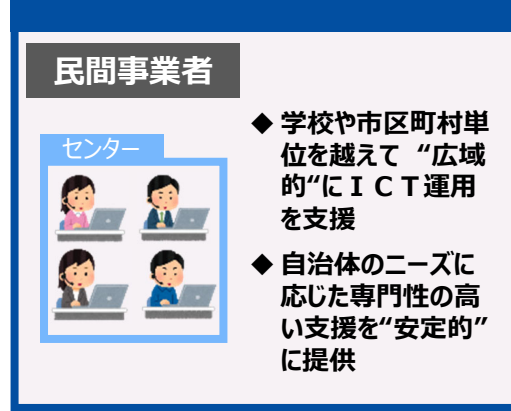 民間事業者
センター
◆ 学校や市区町村単
位を越えて “広域
的“にＩＣＴ運用
を支援
◆ 自治体のニーズに
応じた専門性の高
い支援を“安定的”
に提供